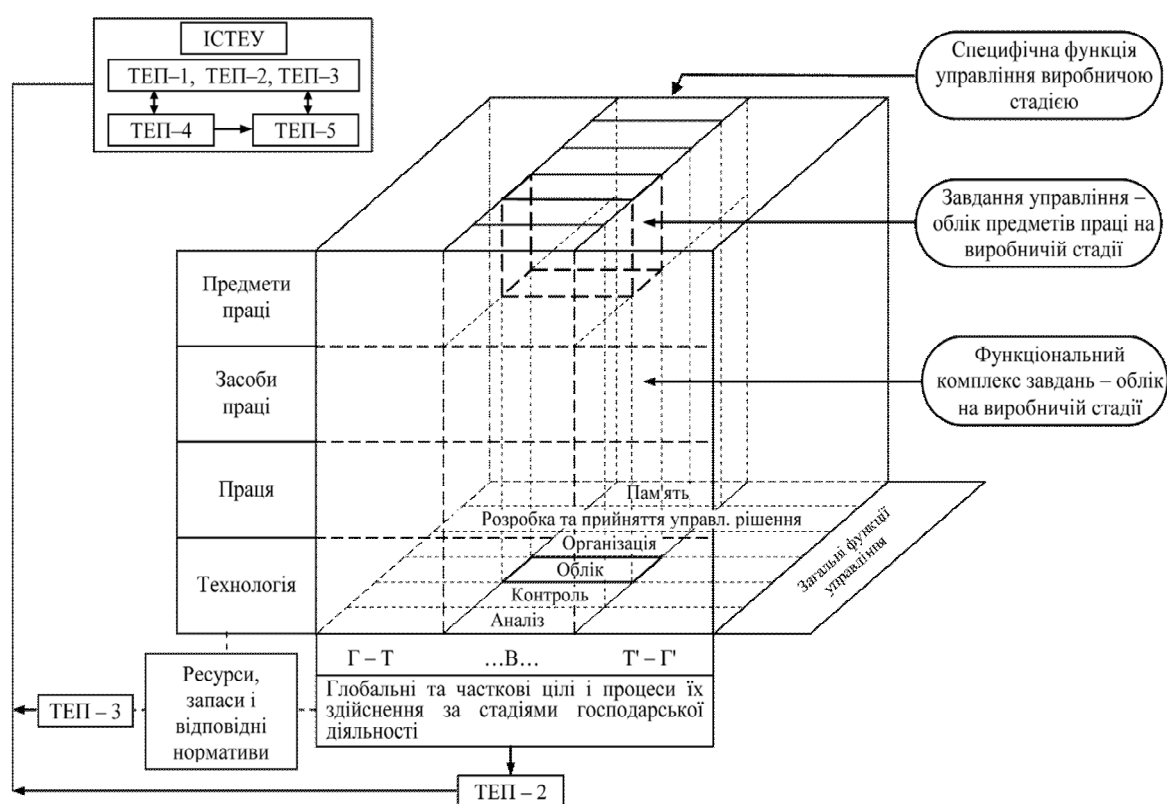 ІСТЕУ
ТЕП–1, ТЕП–2, ТЕП–3
ТЕП–4
ТЕП–5
Специфічна функція
управління виробничою
стадією
Завдання управління –
облік предметів праці на
виробничій стадії
Функціональний
комплекс завдань – облік
на виробничій стадії
Предмети
праці
Засоби
праці
Праця
Технологія
Пам'ять
Розробка та прийняття управл. рішення
Організація
Облік
Контроль
Аналіз
Загальні функції
управління
Г – Т
...В...
Т' – Г'
Глобальні та часткові цілі і процеси їх
здійснення за стадіями господарської
діяльності
Ресурси,
запаси і
відповідні
нормативи
ТЕП – 3
ТЕП – 2